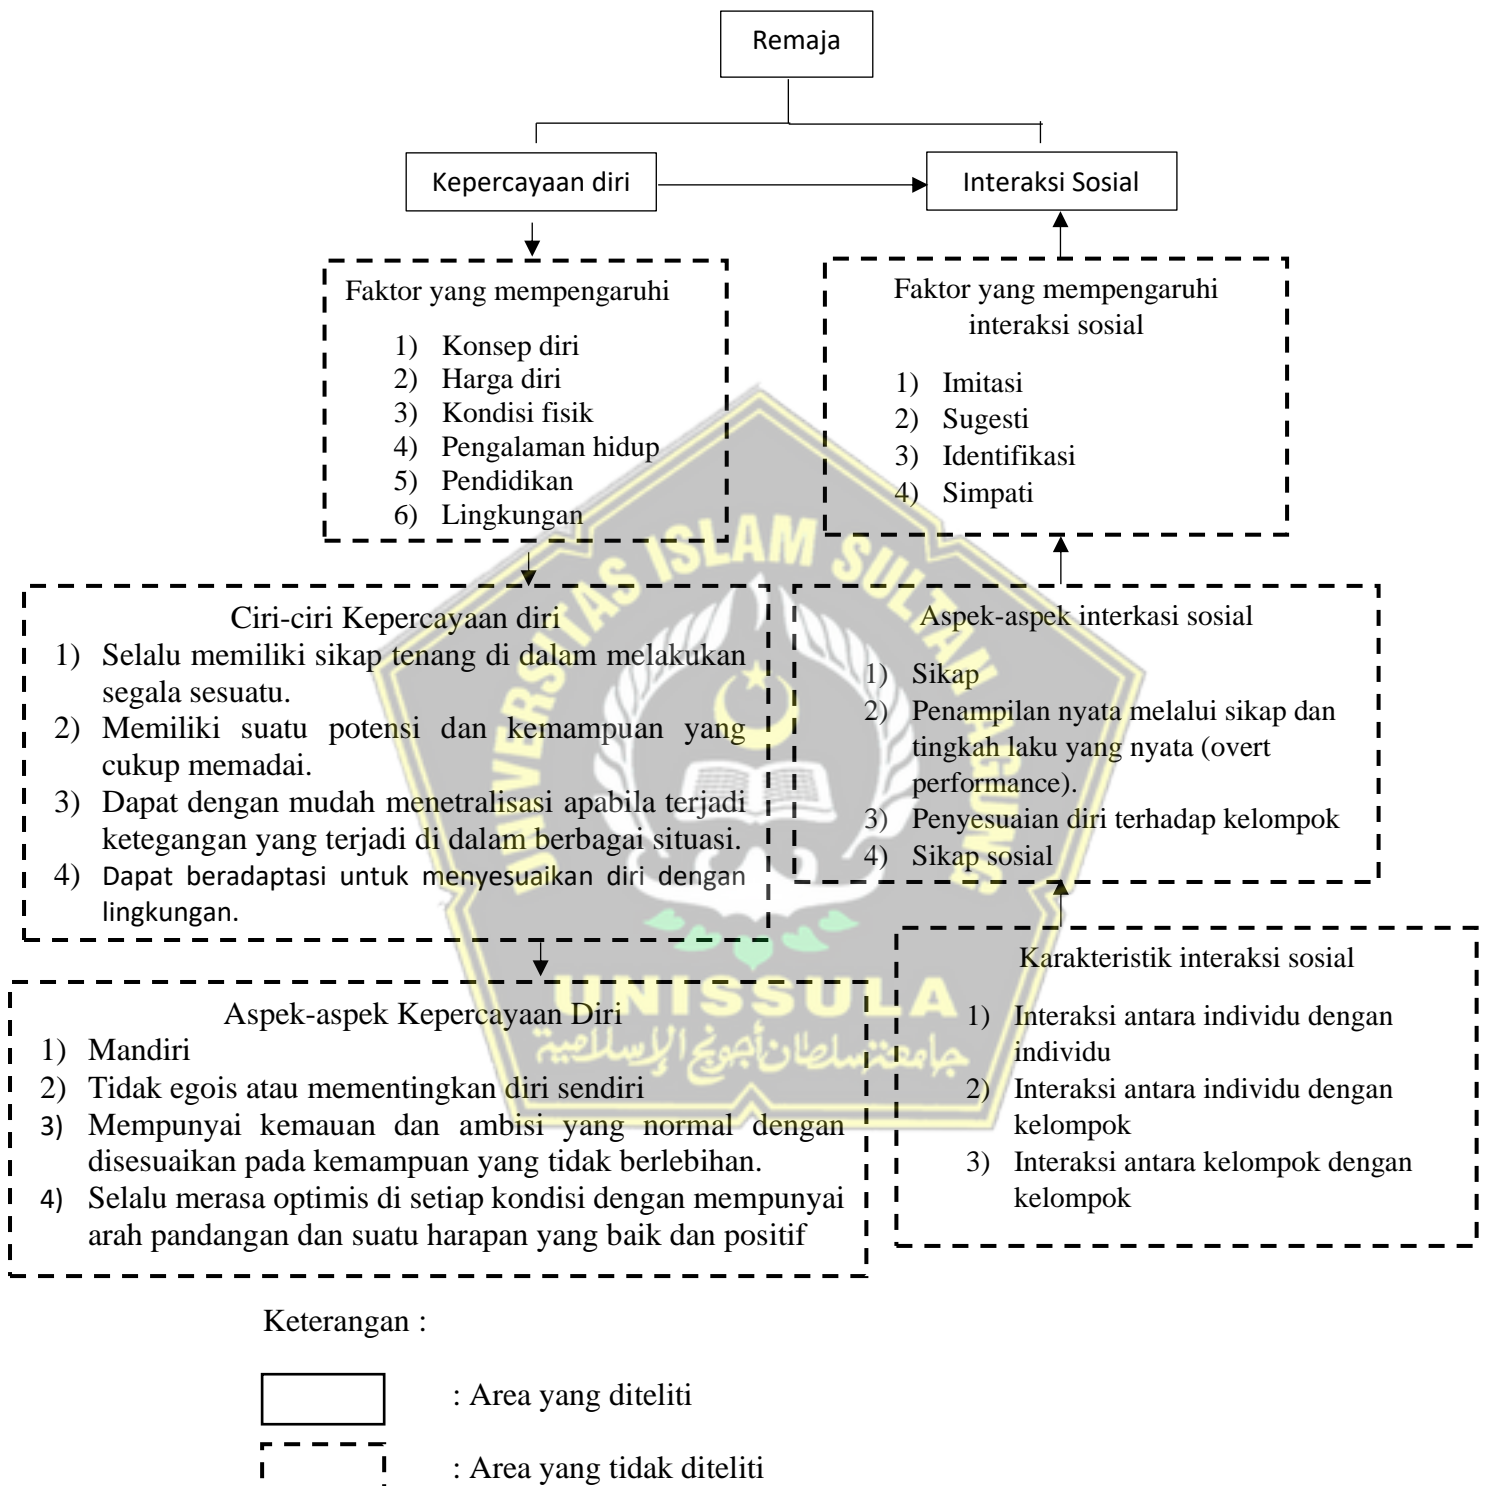 Remaja
Kepercayaan diri
Interaksi Sosial
Faktor yang mempengaruhi
1) Konsep diri
2) Harga diri
3) Kondisi fisik
4) Pengalaman hidup
5) Pendidikan
6) Lingkungan
Faktor yang mempengaruhi
interaksi sosial
1) Imitasi
2) Sugesti
3) Identifikasi
4) Simpati
Ciri-ciri Kepercayaan diri
1) Selalu memiliki sikap tenang di dalam melakukan
segala sesuatu.
2) Memiliki suatu potensi dan kemampuan yang
cukup memadai.
3) Dapat dengan mudah menetralisasi apabila terjadi
ketegangan yang terjadi di dalam berbagai situasi.
4) Dapat beradaptasi untuk menyesuaikan diri dengan
lingkungan.
Aspek-aspek interkasi sosial
1) Sikap
2) Penampilan nyata melalui sikap dan
tingkah laku yang nyata (overt
performance).
3) Penyesuaian diri terhadap kelompok
4) Sikap sosial
Aspek-aspek Kepercayaan Diri
1) Mandiri
2) Tidak egois atau mementingkan diri sendiri
3) Mempunyai kemauan dan ambisi yang normal dengan
disesuaikan pada kemampuan yang tidak berlebihan.
4) Selalu merasa optimis di setiap kondisi dengan mempunyai
arah pandangan dan suatu harapan yang baik dan positif
Karakteristik interaksi sosial
1) Interaksi antara individu dengan
individu
2) Interaksi antara individu dengan
kelompok
3) Interaksi antara kelompok dengan
kelompok
UNIVERSITAS ISLAM SULTAN AGUNG
UNISSULA
جامعة سلطان أجونج الإسلامية
Keterangan :
: Area yang diteliti
: Area yang tidak diteliti